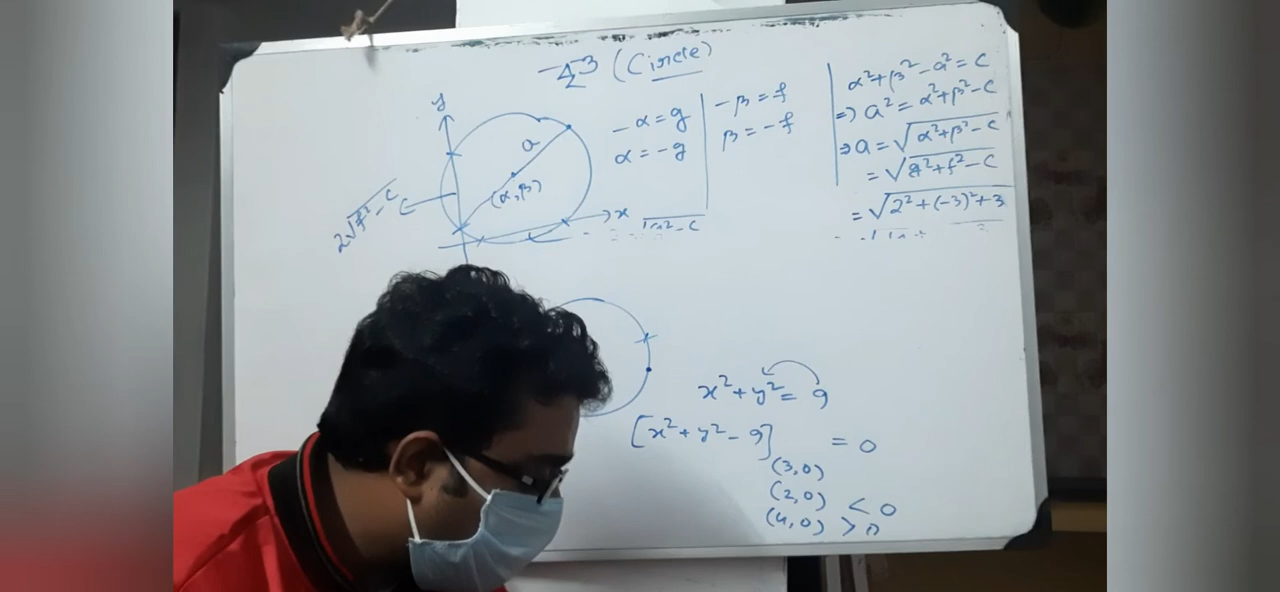 (Circle)
y
a
(α, β)
x
2√f²-c
-α = g
α = -g
-β = f
β = -f
α²+β²-a² = c
=> a² = α²+β²-c
=> a = √α²+β²-c
= √g²+f²-c
= √2²+(-3)²+3
x²+y² = 9
[x²+y²-9] = 0
(3,0)
(2,0) < 0
(4,0) > 0